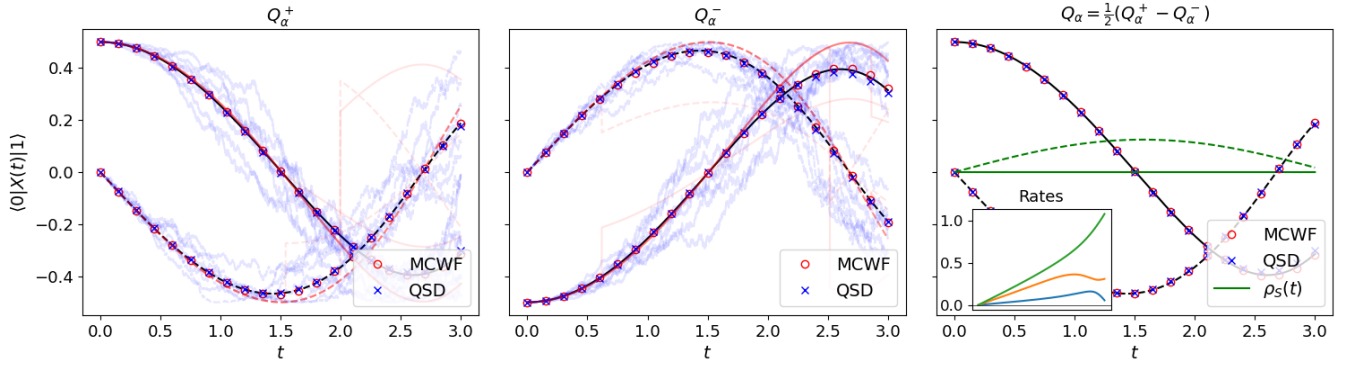 Q_α^+
Q_α^-
Q_α = ½(Q_α^+ − Q_α^-)
⟨0|X(t)|1⟩
0.4
0.2
0.0
−0.2
−0.4
MCWF
QSD
0.0 0.5 1.0 1.5 2.0 2.5 3.0
t
MCWF
QSD
0.0 0.5 1.0 1.5 2.0 2.5 3.0
t
Rates
1.0
0.5
0.0
MCWF
QSD
ρ_S(t)
0.0 0.5 1.0 1.5 2.0 2.5 3.0
t